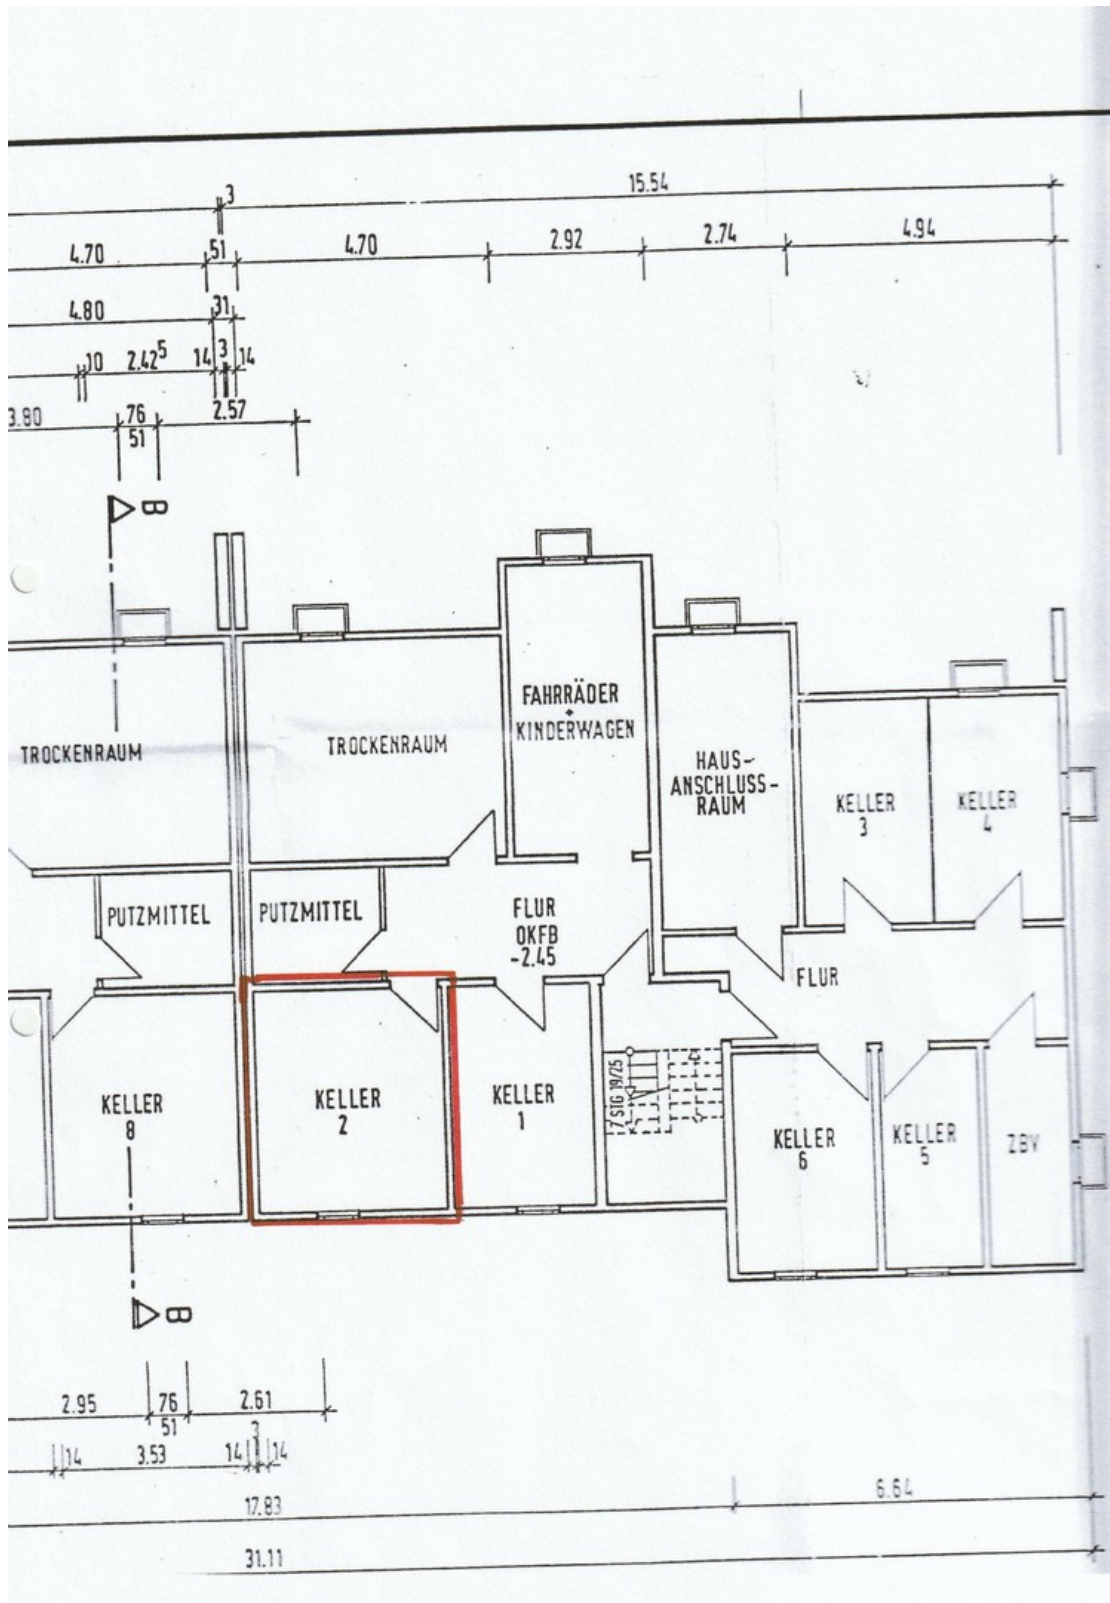 3
15.54
4.70
51
4.70
2.92
2.74
4.94
4.80
31
10
2.42⁵
14
3
14
3.80
76
2.57
51
B
TROCKENRAUM
TROCKENRAUM
FAHRRÄDER
+
KINDERWAGEN
HAUS-
ANSCHLUSS-
RAUM
KELLER
3
KELLER
4
PUTZMITTEL
PUTZMITTEL
FLUR
OKFB
-2.45
FLUR
KELLER
8
KELLER
2
KELLER
1
7 STG 19/25
KELLER
6
KELLER
5
ZBV
B
2.95
76
2.61
51
3
14
3.53
14
14
17.83
6.64
31.11